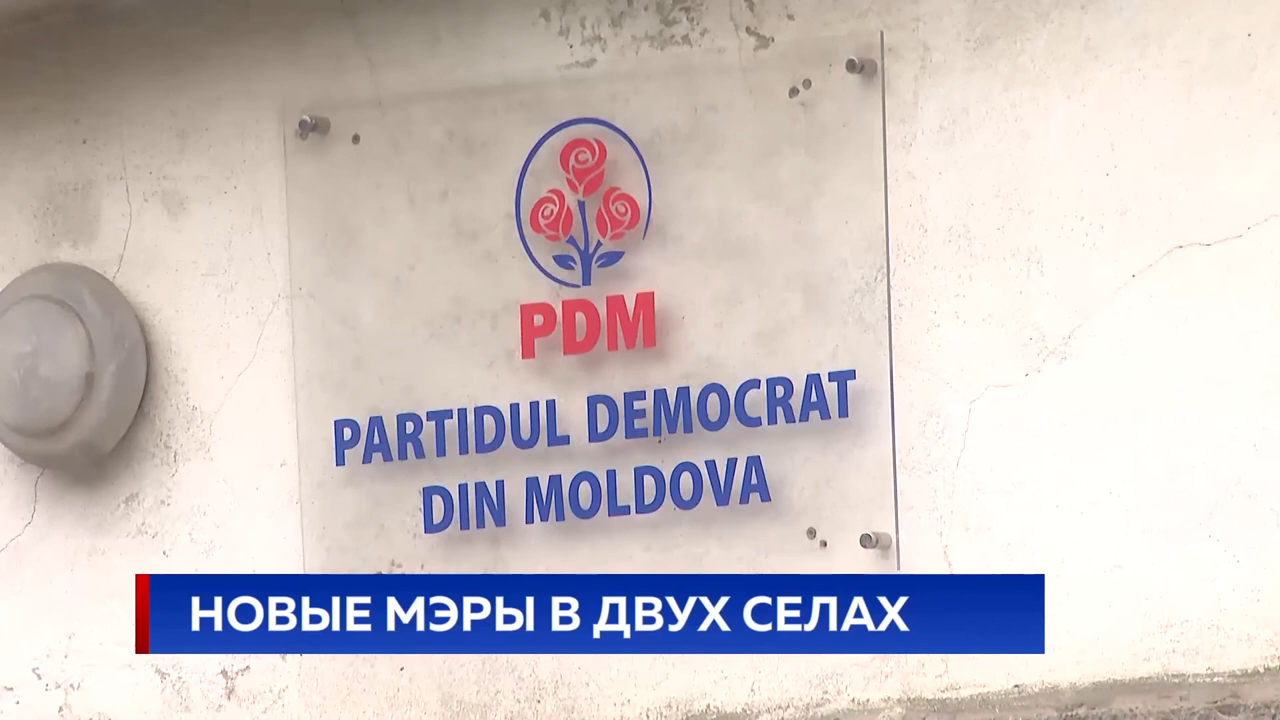 PDM
PARTIDUL DEMOCRAT
DIN MOLDOVA
НОВЫЕ МЭРЫ В ДВУХ СЕЛАХ